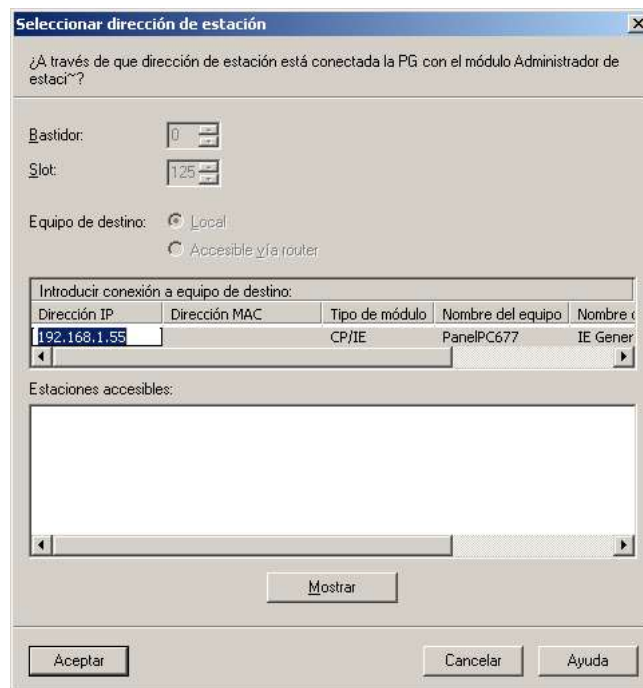 Seleccionar dirección de estación
¿A través de que dirección de estación está conectada la PG con el módulo Administrador de
estaci~?
Bastidor: 0
Slot: 125
Equipo de destino: Local
Accesible vía router
Introducir conexión a equipo de destino:
Dirección IP Dirección MAC Tipo de módulo Nombre del equipo Nombre
192.168.1.55 CP/IE PanelPC677 IE Gener
Estaciones accesibles:
Mostrar
Aceptar Cancelar Ayuda